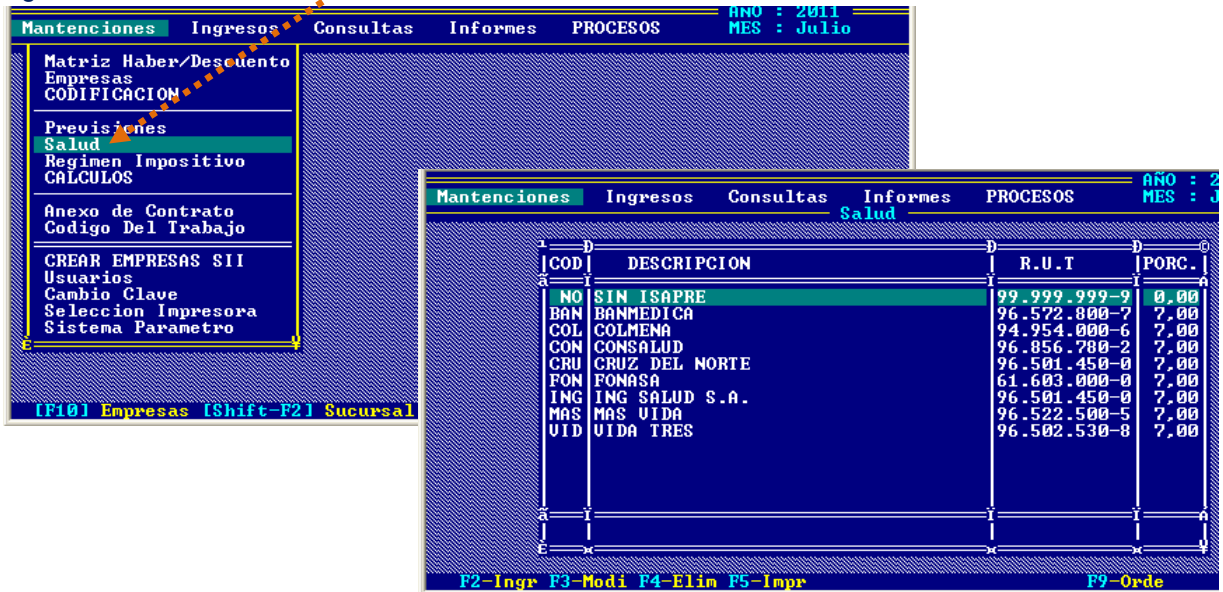 AÑO : 2011
Mantenciones Ingresos Consultas Informes PROCESOS MES : Julio
Matriz Haber/Descuento
Empresas
CODIFICACION
Previsiones
Salud
Regimen Impositivo
CALCULOS
Anexo de Contrato
Codigo Del Trabajo
CREAR EMPRESAS SII
Usuarios
Cambio Clave
Seleccion Impresora
Sistema Parametro
[F10] Empresas [Shift-F2] Sucursal
AÑO : 2
Mantenciones Ingresos Consultas Informes PROCESOS MES : J
Salud
COD DESCRIPCION R.U.T PORC.
NO SIN ISAPRE 99.999.999-9 0,00
BAN BANMEDICA 96.572.800-7 7,00
COL COLMENA 94.954.000-6 7,00
CON CONSALUD 96.856.780-2 7,00
CRU CRUZ DEL NORTE 96.501.450-0 7,00
FON FONASA 61.603.000-0 7,00
ING ING SALUD S.A. 96.501.450-0 7,00
MAS MAS VIDA 96.522.500-5 7,00
VID VIDA TRES 96.502.530-8 7,00
F2-Ingr F3-Modi F4-Elim F5-Impr F9-Orde